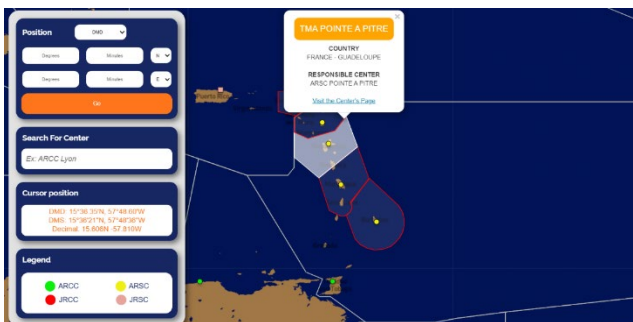 Position
DMD
Degrees
Minutes
N
Degrees
Minutes
E
Go
Search For Center
Ex: ARCC Lyon
Cursor position
DMD: 15°36.35'N, 57°48.60'W
DMS: 15°36'21"N, 57°48'36"W
Decimal: 15.606N -57.810W
Legend
ARCC
ARSC
JRCC
JRSC
×
TMA POINTE A PITRE
COUNTRY
FRANCE - GUADELOUPE
RESPONSIBLE CENTER
ARSC POINTE A PITRE
Visit the Center's Page
Puerto Rico